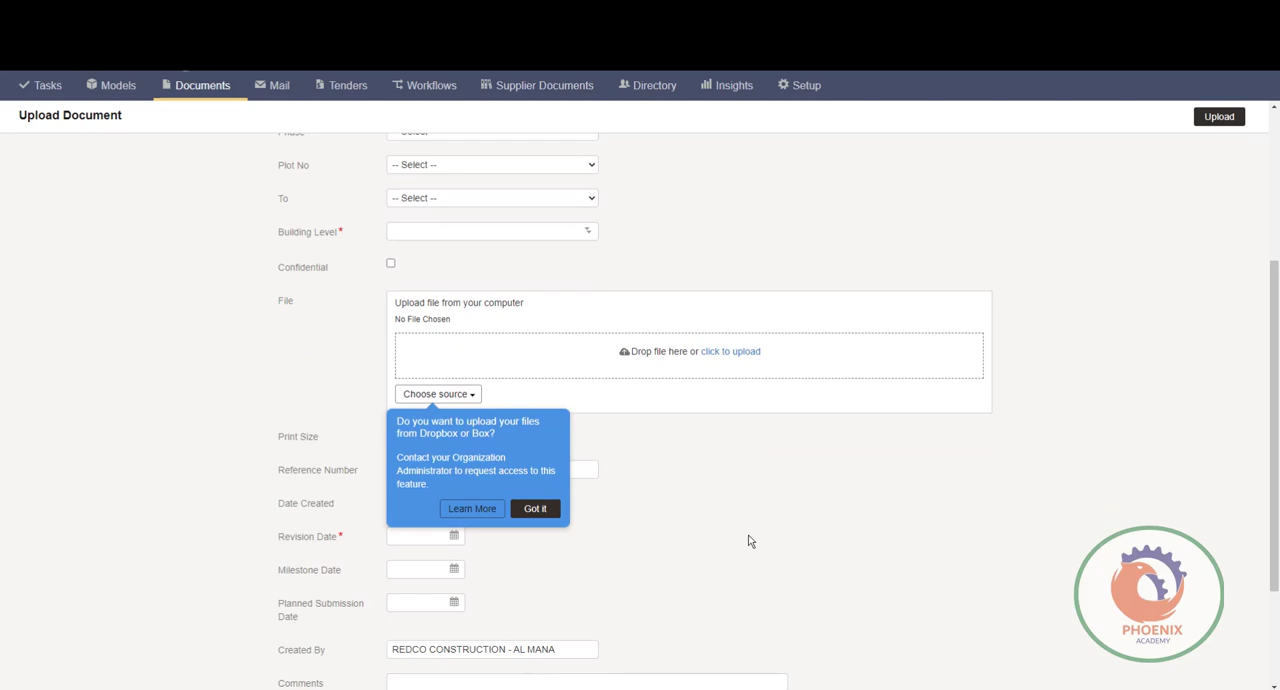 Tasks Models Documents Mail Tenders Workflows Supplier Documents Directory Insights Setup
Upload Document Upload
Phase -- Select --
Plot No -- Select --
To -- Select --
Building Level*
Confidential
File
Upload file from your computer
No File Chosen
Drop file here or click to upload
Choose source
Do you want to upload your files
from Dropbox or Box?
Contact your Organization
Administrator to request access to this
feature.
Learn More Got it
Print Size
Reference Number
Date Created
Revision Date*
Milestone Date
Planned Submission
Date
Created By REDCO CONSTRUCTION - AL MANA
Comments
PHOENIX
ACADEMY